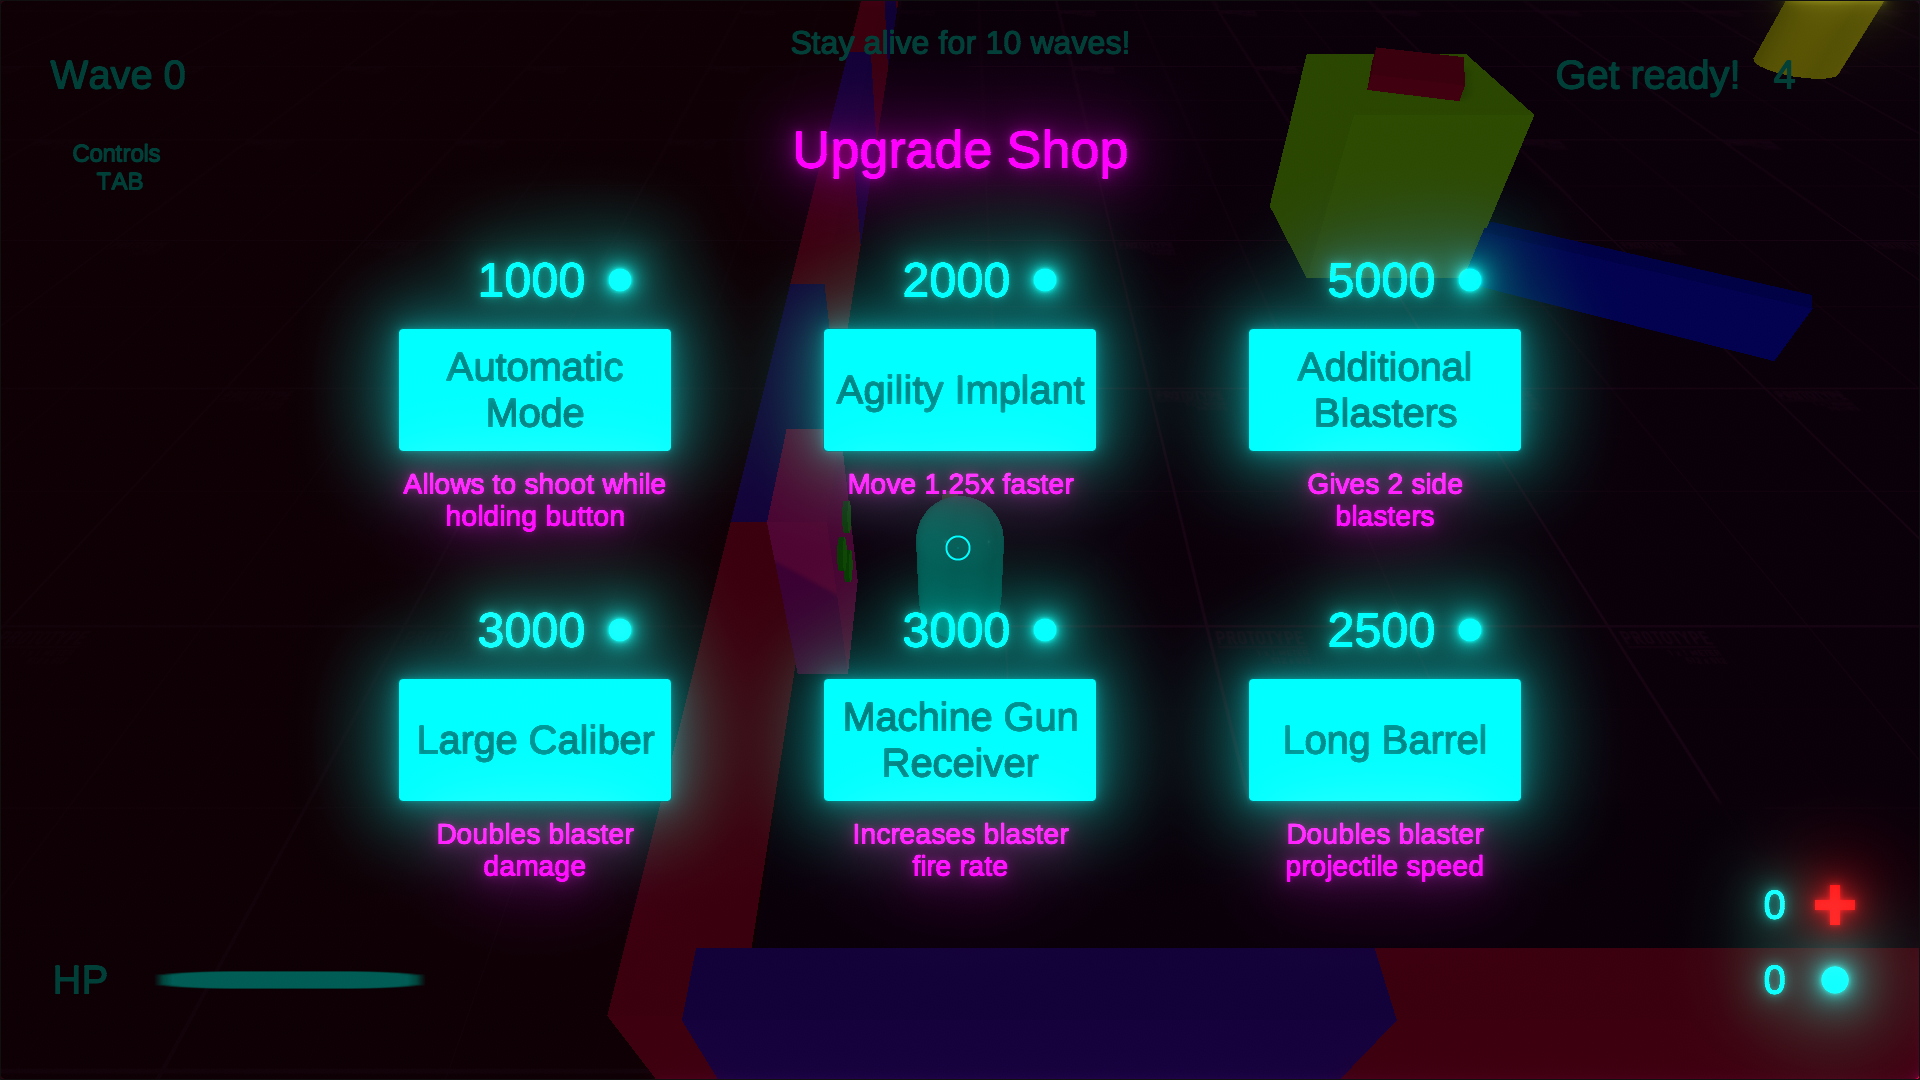 Stay alive for 10 waves!
Wave 0
Get ready! 4
Controls
TAB
Upgrade Shop
1000
2000
5000
Automatic
Mode
Agility Implant
Additional
Blasters
Allows to shoot while
holding button
Move 1.25x faster
Gives 2 side
blasters
3000
3000
2500
Large Caliber
Machine Gun
Receiver
Long Barrel
Doubles blaster
damage
Increases blaster
fire rate
Doubles blaster
projectile speed
0
HP
0
PROTOTYPE
PROTOTYPE